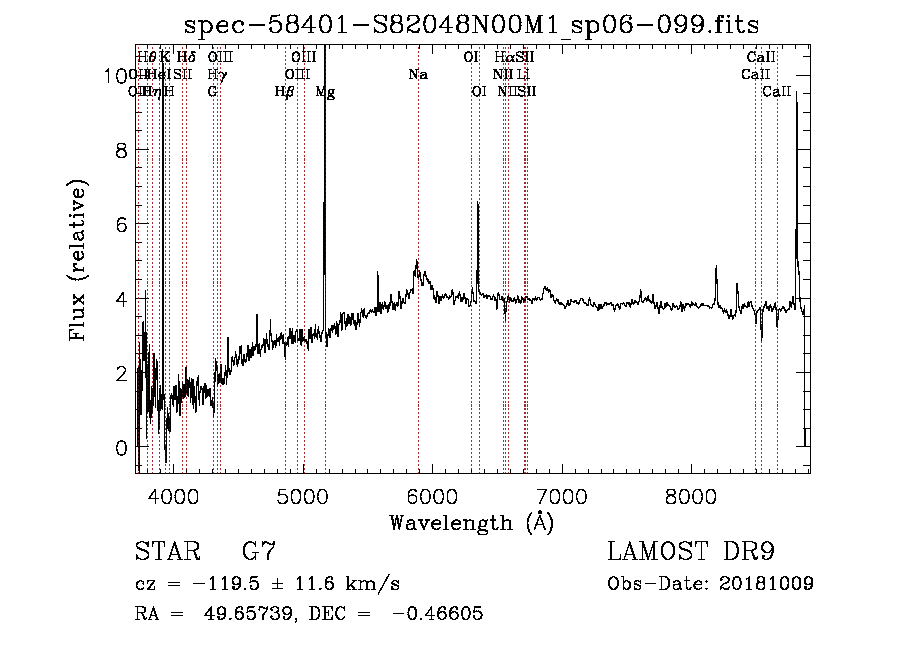 spec-58401-S82048N00M1_sp06-099.fits
Hθ K Hδ OIII OIII OI Hα SII CaII
HeI SII Hγ OIII Na NII Li CaII
Hη H G Hβ Mg OI NII SII CaII
10
8
6
4
2
0
Flux (relative)
4000 5000 6000 7000 8000
Wavelength (Å)
STAR G7
LAMOST DR9
cz = -119.5 ± 11.6 km/s
Obs-Date: 20181009
RA = 49.65739, DEC = -0.46605